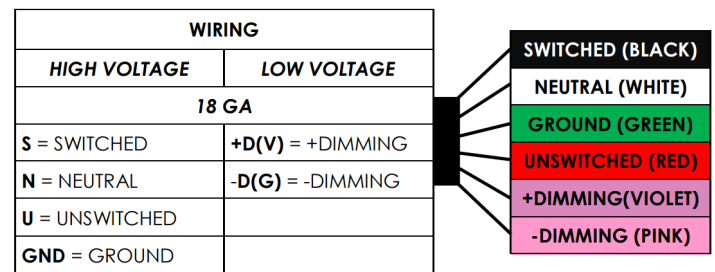 WIRING
HIGH VOLTAGE LOW VOLTAGE
18 GA
S = SWITCHED +D(V) = +DIMMING
N = NEUTRAL -D(G) = -DIMMING
U = UNSWITCHED
GND = GROUND
SWITCHED (BLACK)
NEUTRAL (WHITE)
GROUND (GREEN)
UNSWITCHED (RED)
+DIMMING(VIOLET)
-DIMMING (PINK)